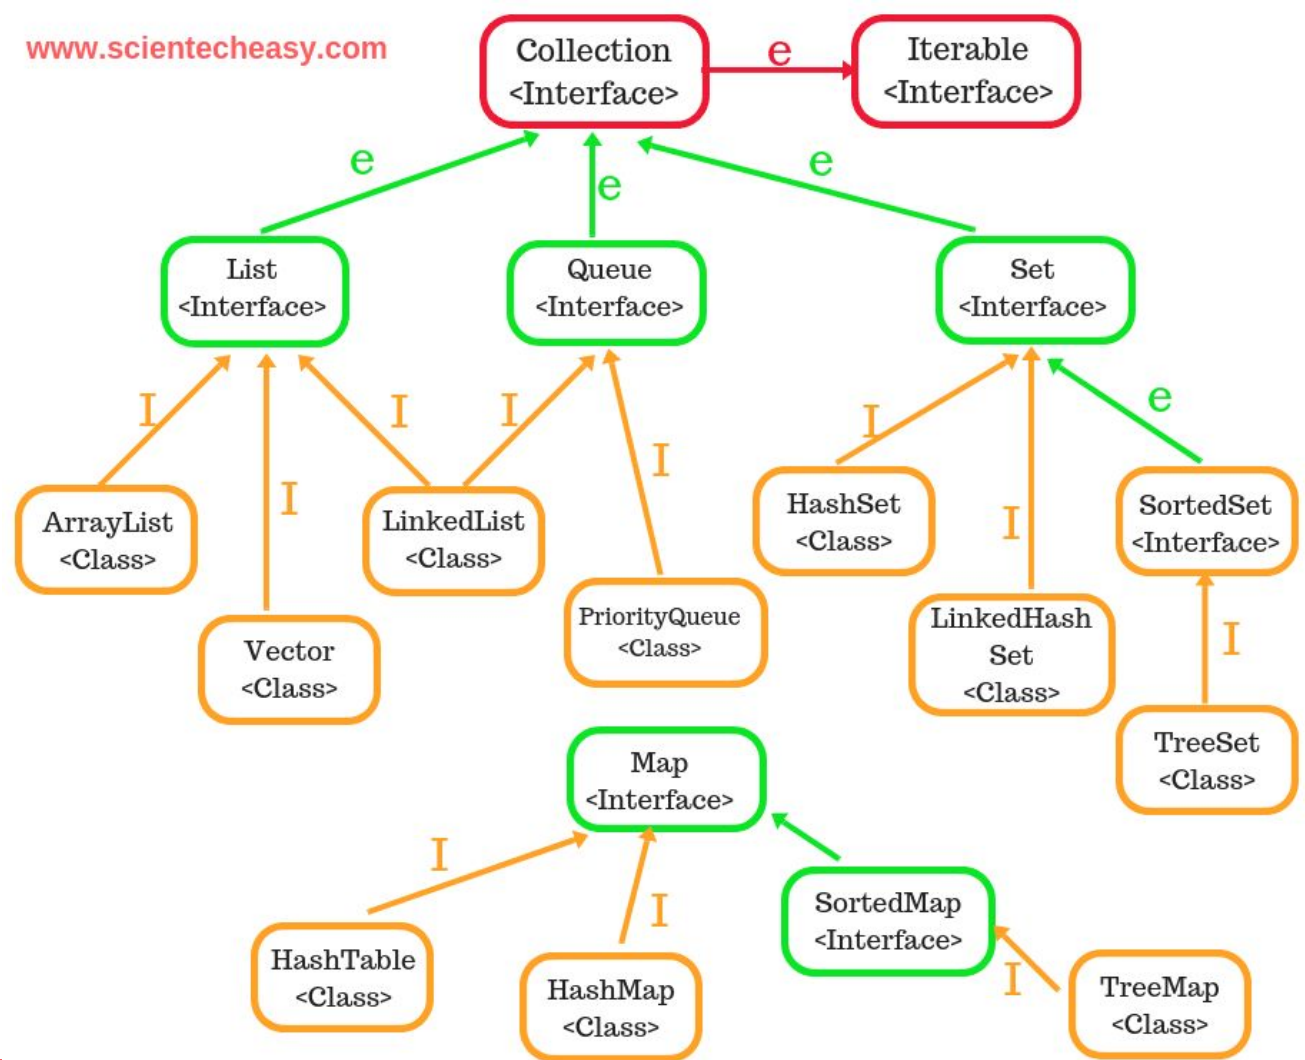 www.scientecheasy.com
Collection
<Interface>
e
Iterable
<Interface>
e
e
e
List
<Interface>
Queue
<Interface>
Set
<Interface>
I
I
I
I
I
I
I
e
ArrayList
<Class>
Vector
<Class>
LinkedList
<Class>
PriorityQueue
<Class>
HashSet
<Class>
LinkedHash
Set
<Class>
SortedSet
<Interface>
I
TreeSet
<Class>
Map
<Interface>
I
I
SortedMap
<Interface>
I
HashTable
<Class>
HashMap
<Class>
TreeMap
<Class>